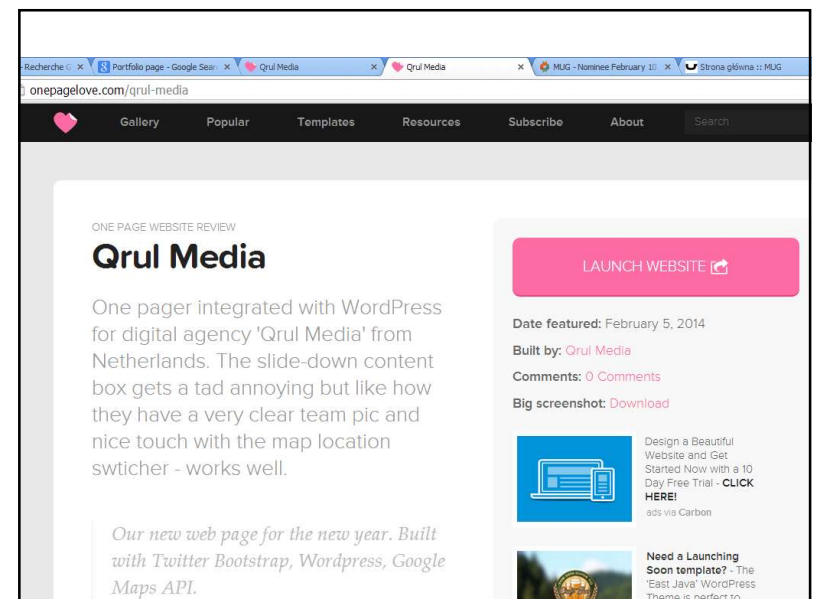 - Recherche G
Portfolio page - Google Sear
Qrul Media
Qrul Media
MUG - Nominee February 10
Strona główna :: MUG
onepagelove.com/qrul-media
Gallery
Popular
Templates
Resources
Subscribe
About
Search
ONE PAGE WEBSITE REVIEW
Qrul Media
One pager integrated with WordPress
for digital agency 'Qrul Media' from
Netherlands. The slide-down content
box gets a tad annoying but like how
they have a very clear team pic and
nice touch with the map location
swticher - works well.
Our new web page for the new year. Built
with Twitter Bootstrap, Wordpress, Google
Maps API.
LAUNCH WEBSITE
Date featured: February 5, 2014
Built by: Qrul Media
Comments: 0 Comments
Big screenshot: Download
Design a Beautiful
Website and Get
Started Now with a 10
Day Free Trial - CLICK
HERE!
ads via Carbon
Need a Launching
Soon template? - The
'East Java' WordPress
Theme is perfect to